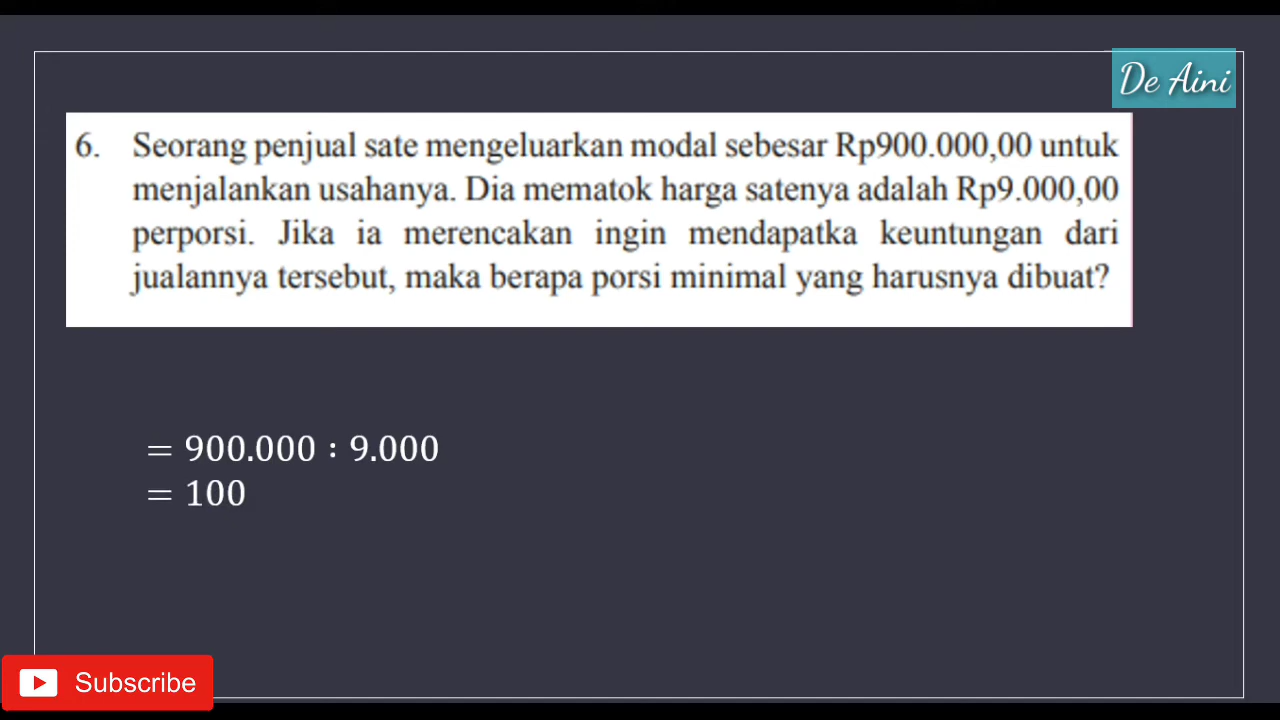 De Aini
6. Seorang penjual sate mengeluarkan modal sebesar Rp900.000,00 untuk
menjalankan usahanya. Dia mematok harga satenya adalah Rp9.000,00
perporsi. Jika ia merencakan ingin mendapatka keuntungan dari
jualannya tersebut, maka berapa porsi minimal yang harusnya dibuat?
= 900.000 : 9.000
= 100
Subscribe